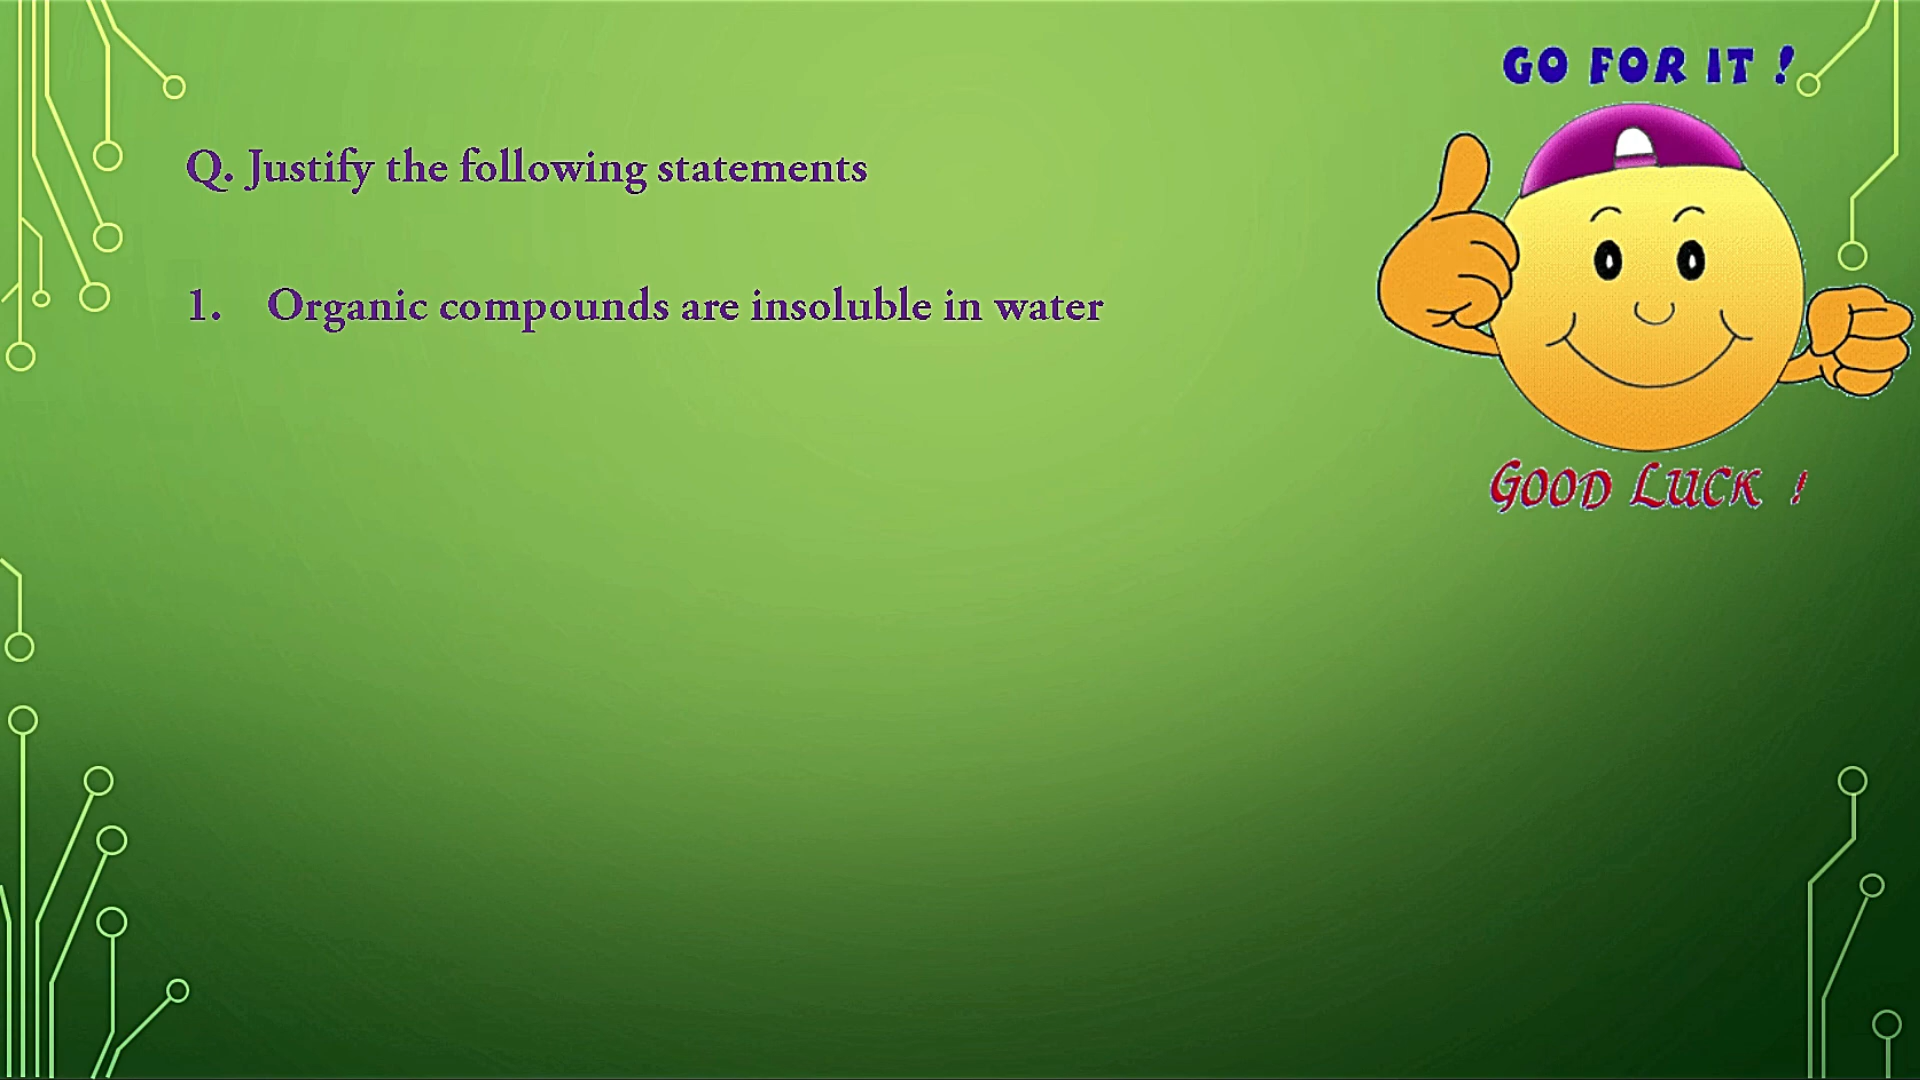 GO FOR IT !
Q. Justify the following statements
1. Organic compounds are insoluble in water
GOOD LUCK !